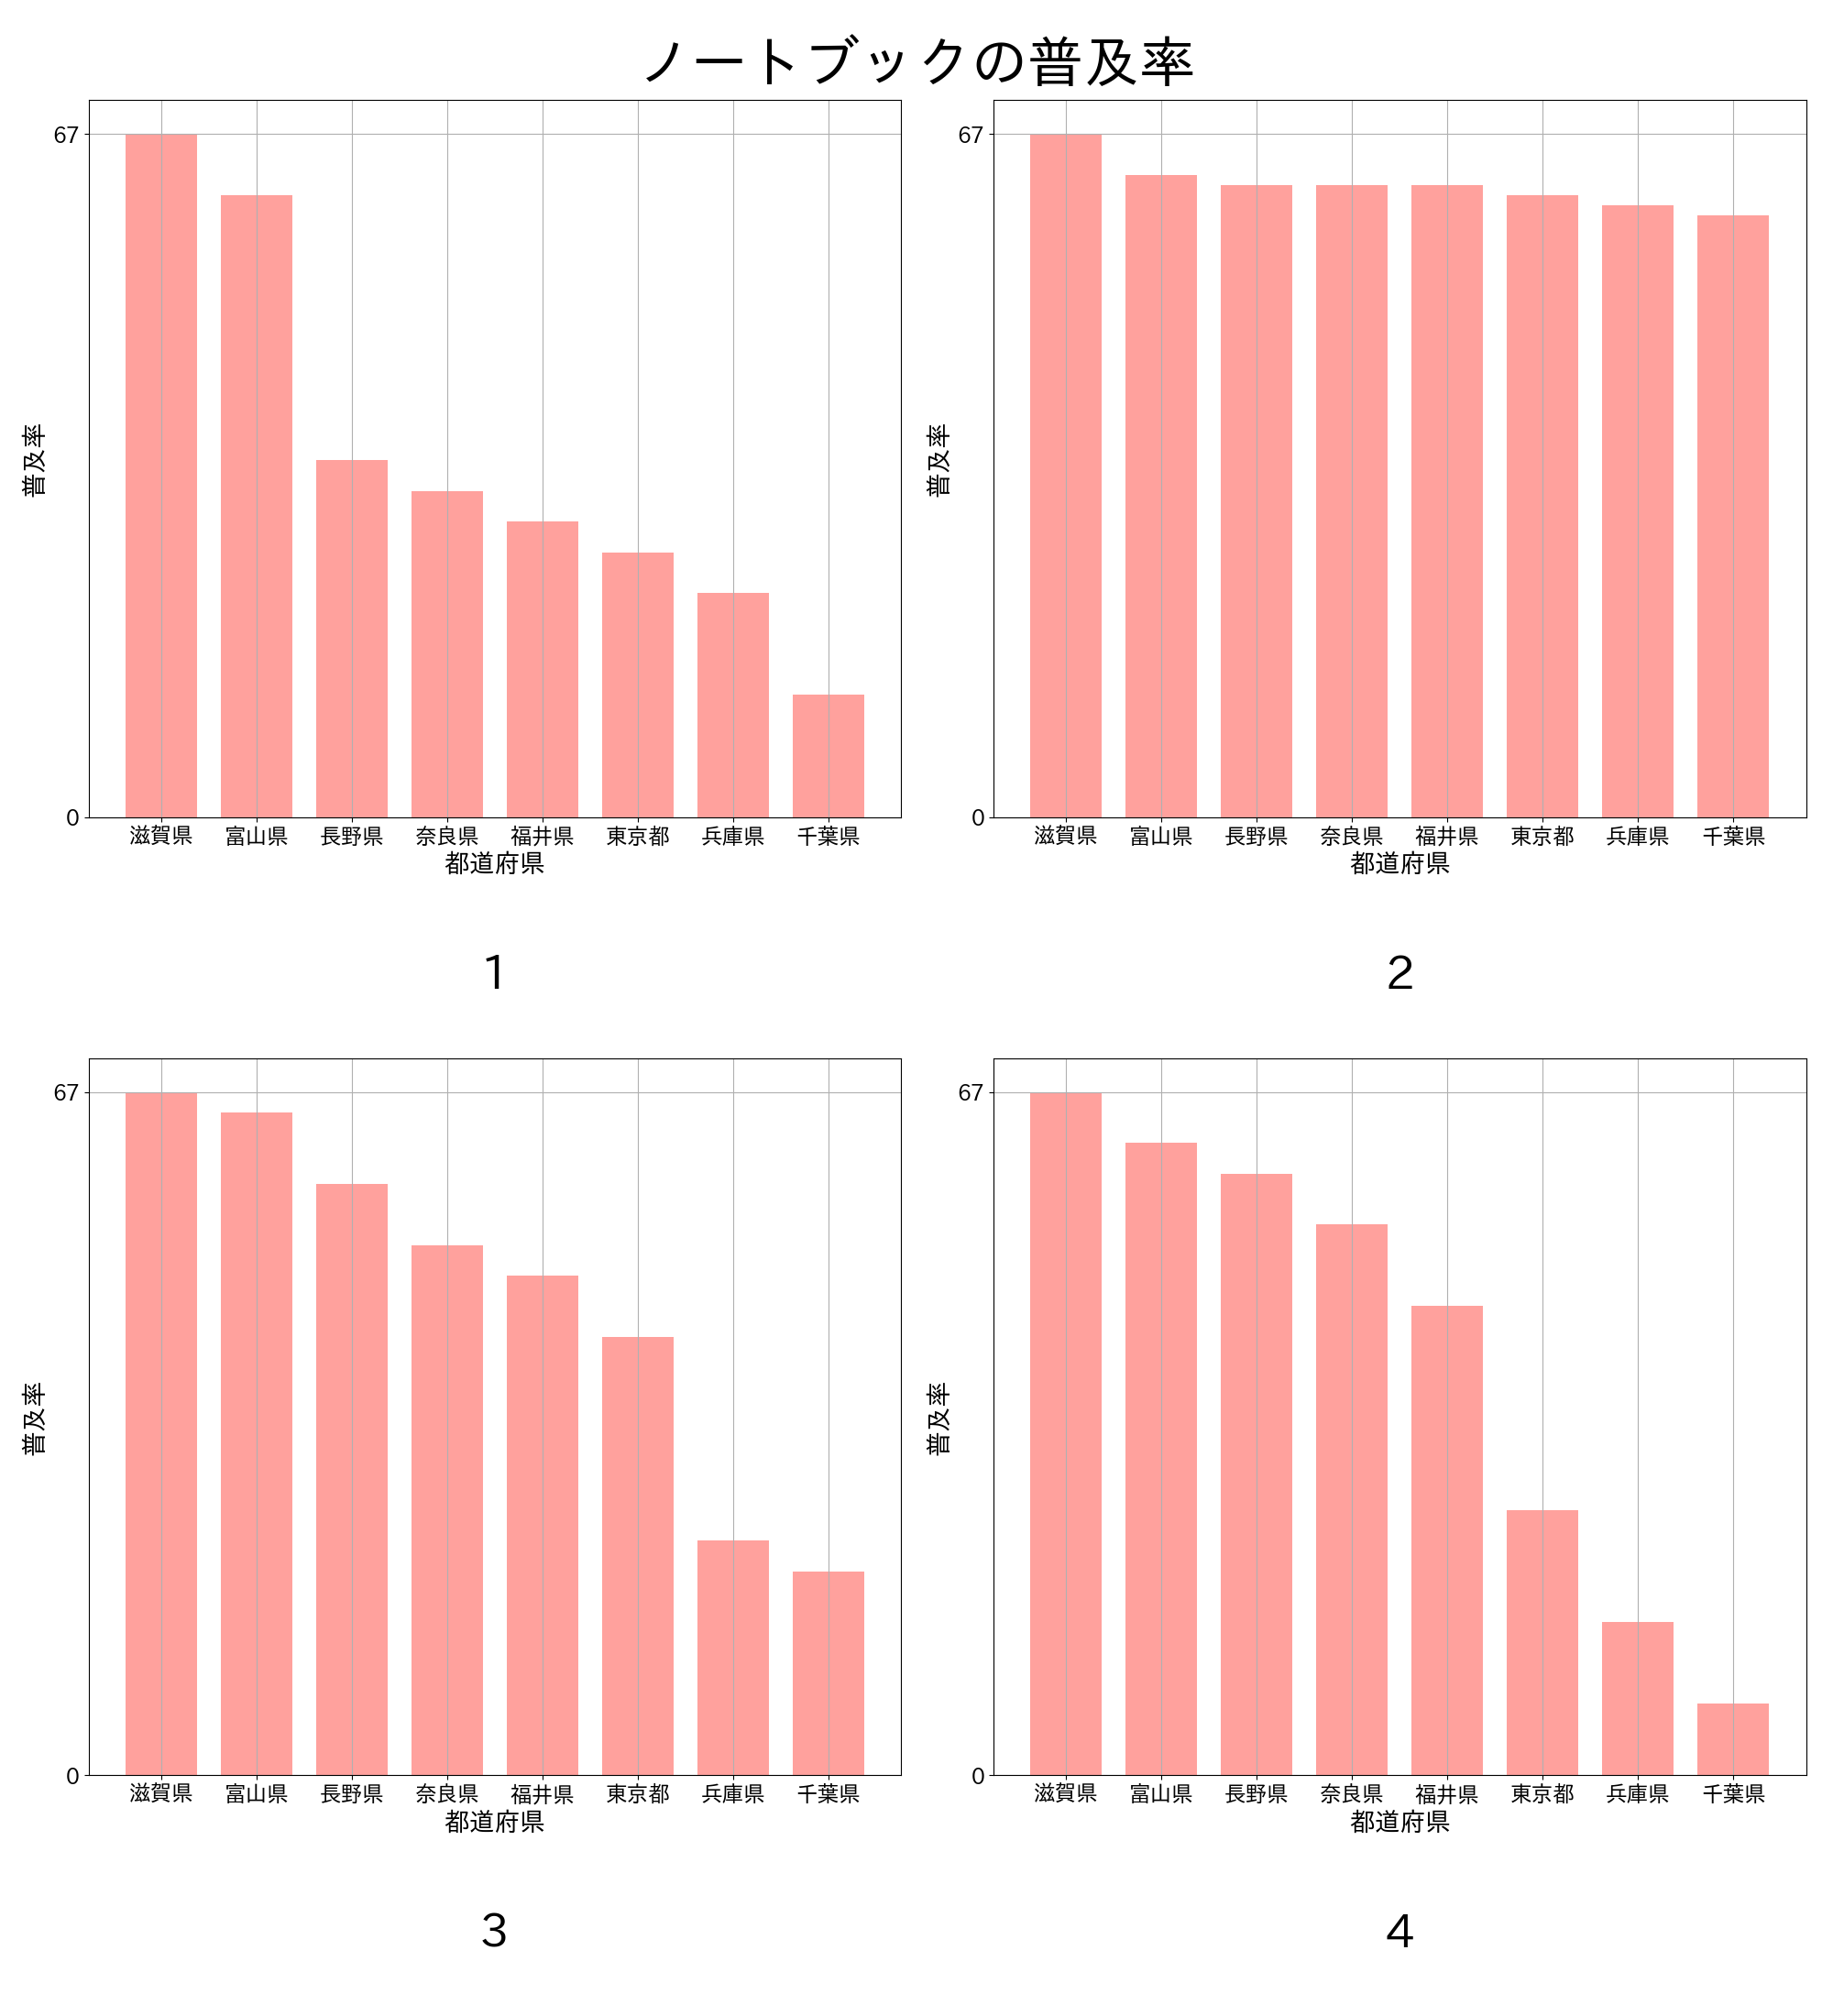 ノートブックの普及率
67
0
普及率
滋賀県 富山県 長野県 奈良県 福井県 東京都 兵庫県 千葉県
都道府県
1
67
0
普及率
滋賀県 富山県 長野県 奈良県 福井県 東京都 兵庫県 千葉県
都道府県
2
67
0
普及率
滋賀県 富山県 長野県 奈良県 福井県 東京都 兵庫県 千葉県
都道府県
3
67
0
普及率
滋賀県 富山県 長野県 奈良県 福井県 東京都 兵庫県 千葉県
都道府県
4